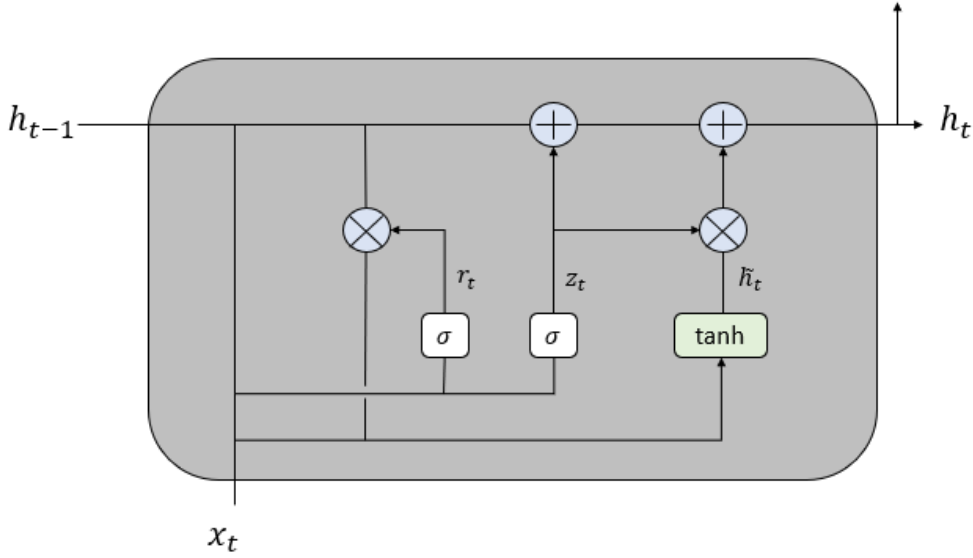 h_{t-1}
h_t
r_t
z_t
h̃_t
σ
σ
tanh
x_t